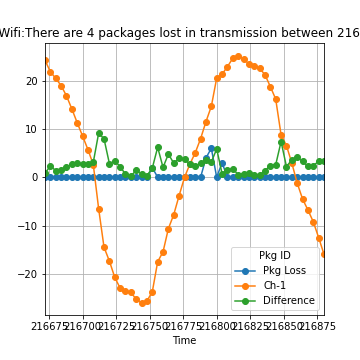 Wifi:There are 4 packages lost in transmission between 216
20
10
0
−10
−20
Pkg ID
Pkg Loss
Ch-1
Difference
216675 216700 216725 216750 216775 216800 216825 216850 216875
Time